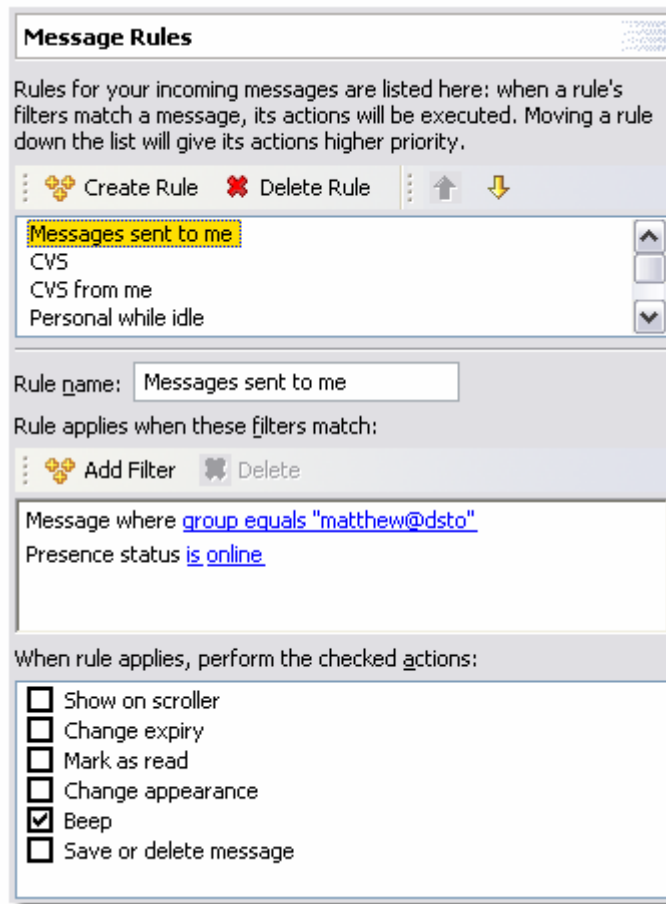 Message Rules
Rules for your incoming messages are listed here: when a rule's
filters match a message, its actions will be executed. Moving a rule
down the list will give its actions higher priority.
Create Rule Delete Rule
Messages sent to me
CVS
CVS from me
Personal while idle
Rule name: Messages sent to me
Rule applies when these filters match:
Add Filter Delete
Message where group equals "matthew@dsto"
Presence status is online
When rule applies, perform the checked actions:
Show on scroller
Change expiry
Mark as read
Change appearance
Beep
Save or delete message